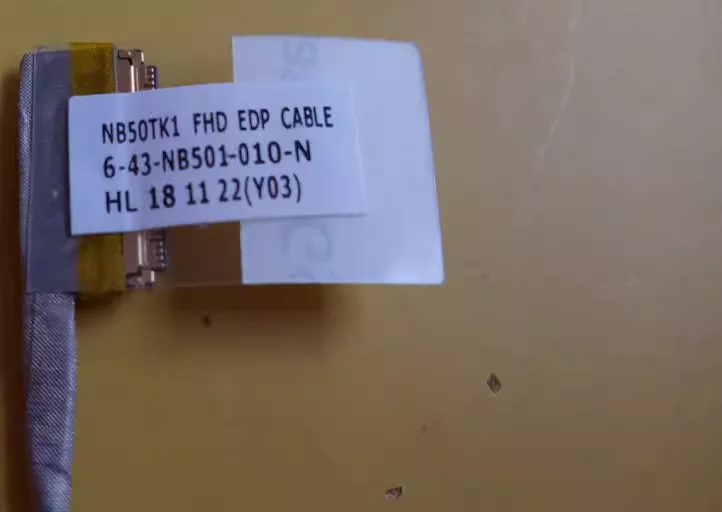 NB50TK1 FHD EDP CABLE
6-43-NB501-010-N
HL 18 11 22(Y03)